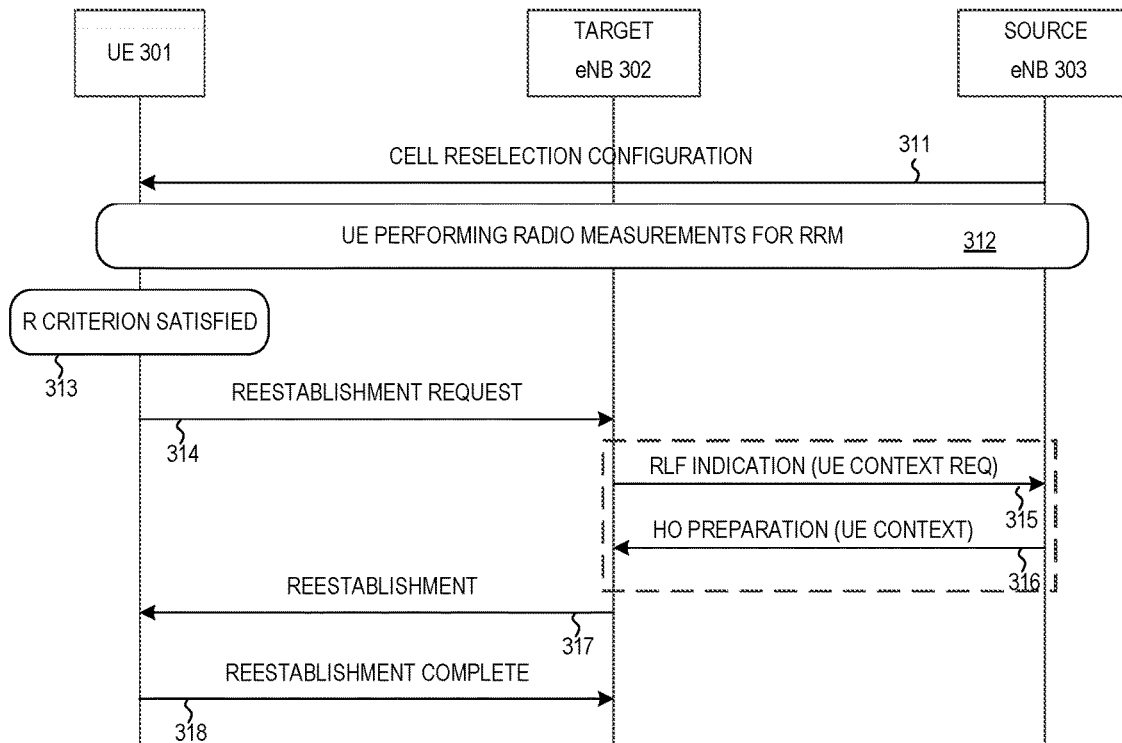 UE 301
TARGET
eNB 302
SOURCE
eNB 303
311
CELL RESELECTION CONFIGURATION
UE PERFORMING RADIO MEASUREMENTS FOR RRM
312
R CRITERION SATISFIED
313
REESTABLISHMENT REQUEST
314
RLF INDICATION (UE CONTEXT REQ)
315
HO PREPARATION (UE CONTEXT)
316
REESTABLISHMENT
317
REESTABLISHMENT COMPLETE
318